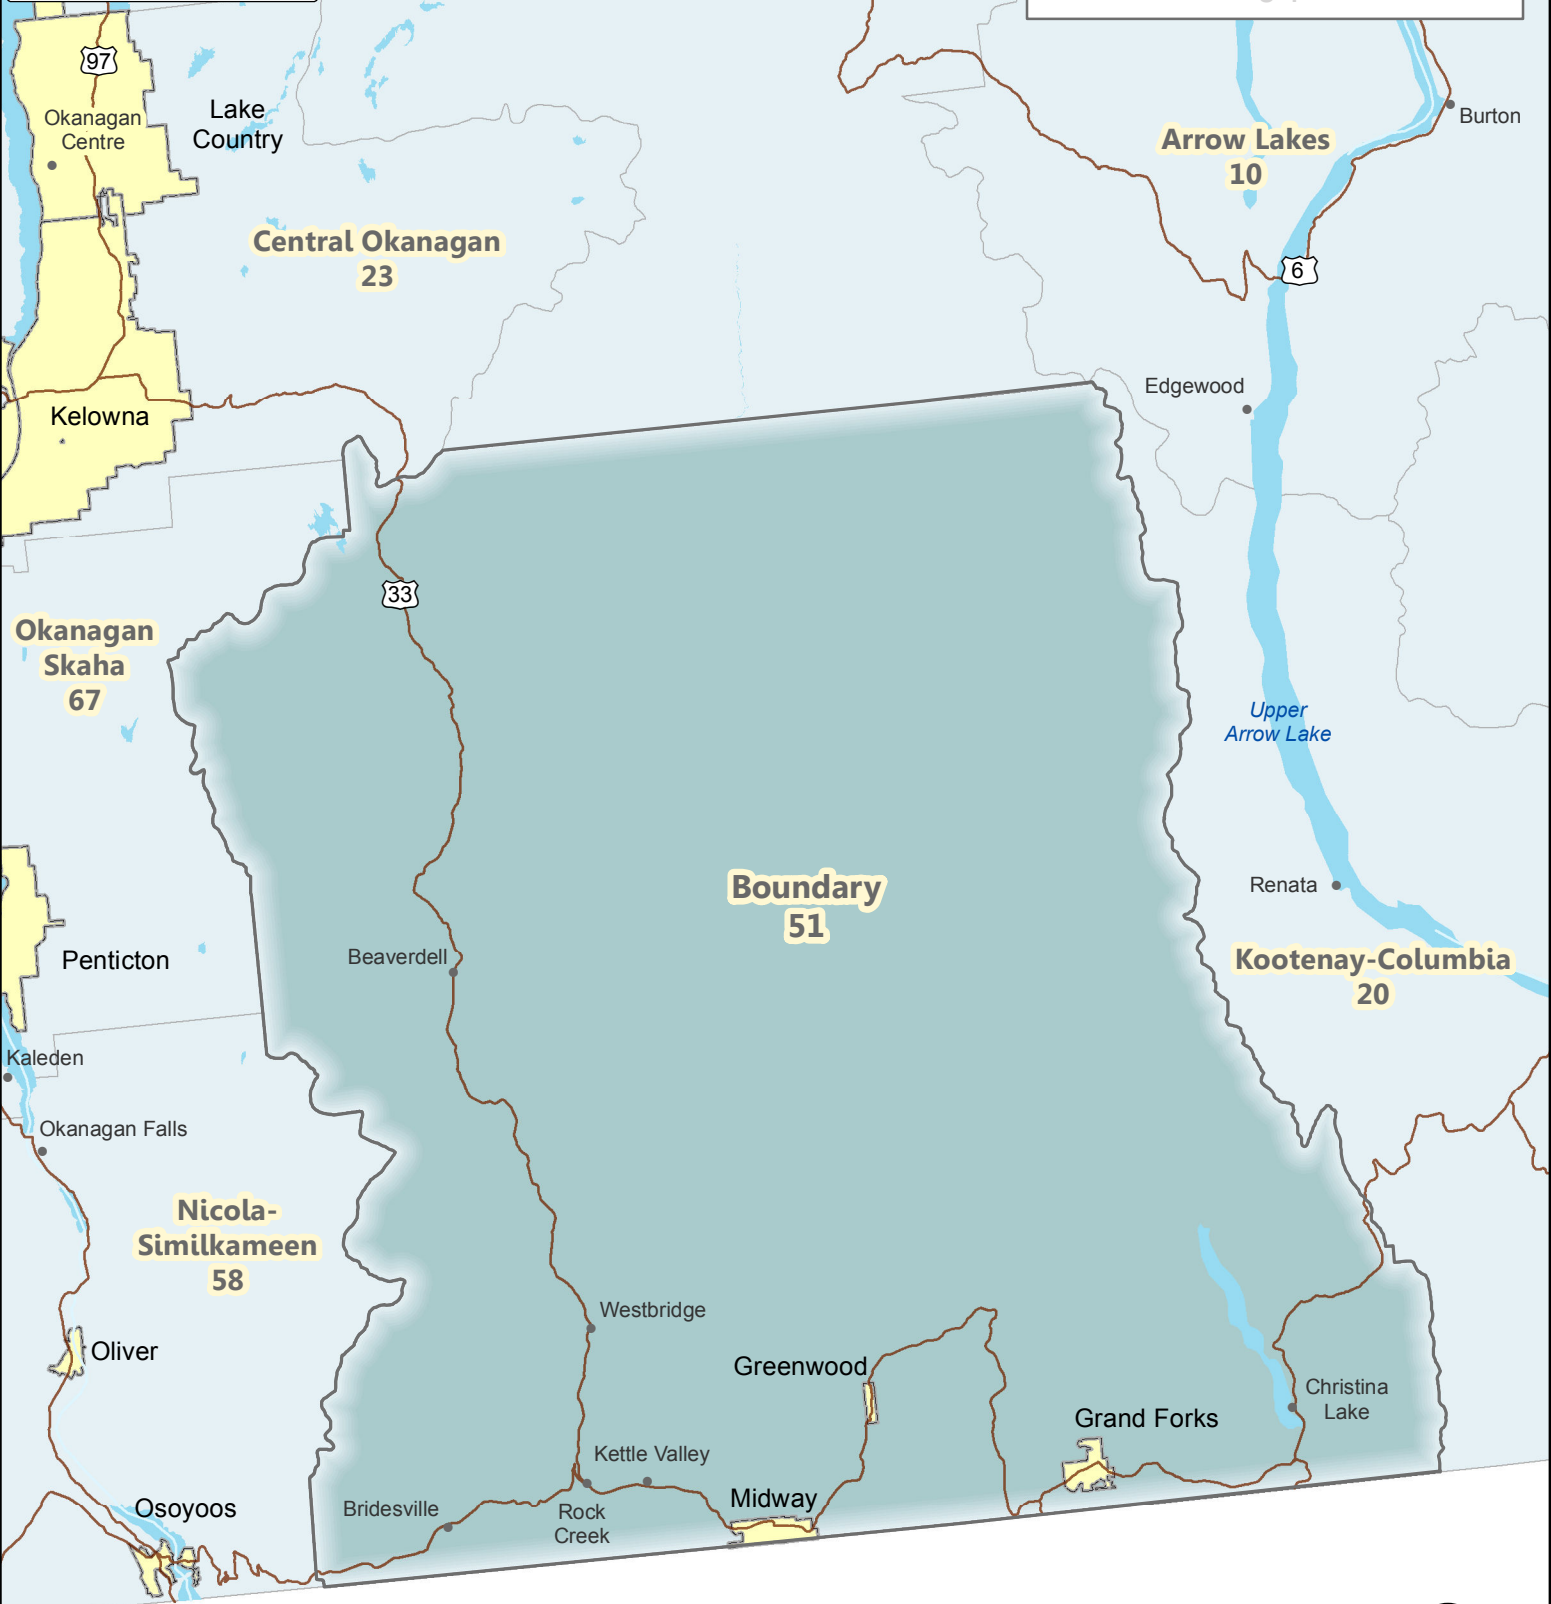 97
Okanagan
Centre
Lake
Country
Burton
Arrow Lakes
10
Central Okanagan
23
6
Edgewood
Kelowna
33
Okanagan
Skaha
67
Upper
Arrow Lake
Boundary
51
Renata
Beaverdell
Penticton
Kootenay-Columbia
20
Kaleden
Okanagan Falls
Nicola-
Similkameen
58
Westbridge
Oliver
Greenwood
Christina
Lake
Grand Forks
Kettle Valley
Midway
Osoyoos
Bridesville
Rock
Creek